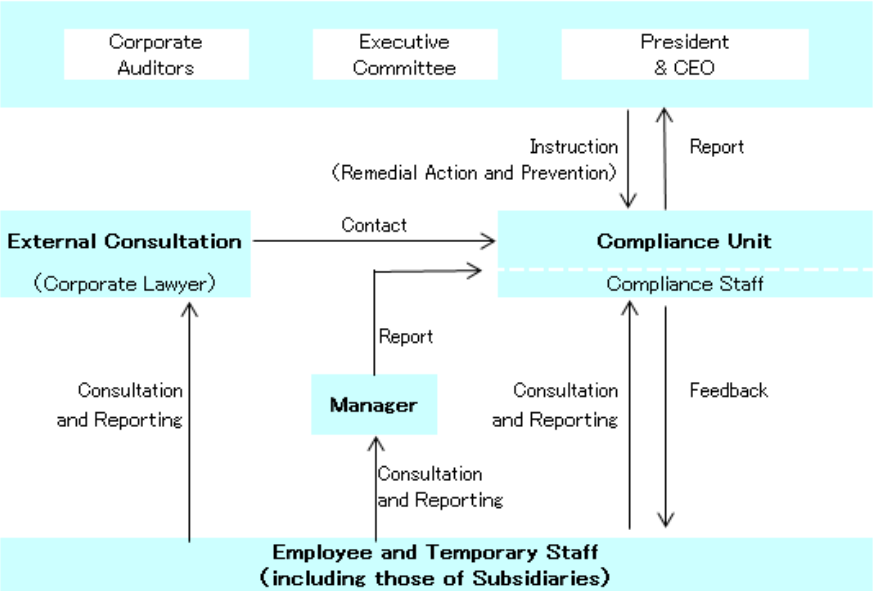 Corporate
Auditors
Executive
Committee
President
& CEO
Instruction
(Remedial Action and Prevention)
Report
External Consultation
(Corporate Lawyer)
Contact
Compliance Unit
Compliance Staff
Report
Manager
Consultation
and Reporting
Consultation
and Reporting
Consultation
and Reporting
Feedback
Employee and Temporary Staff
(including those of Subsidiaries)